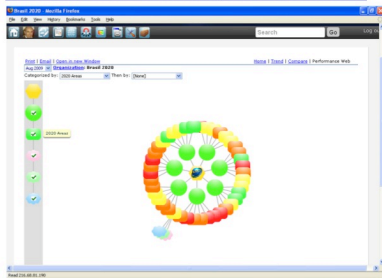 Brasil 2020 - Mozilla Firefox
File Edit View History Bookmarks Tools Help
Search Go Log Out
Print | Email | Open in new Window Home | Trend | Compare | Performance Web
Aug 2009 Organization: Brasil 2020
Categorized by: 2020 Areas Then by: [None]
2020 Areas